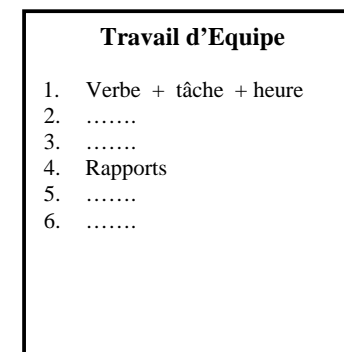 Travail d'Equipe
1. Verbe + tâche + heure
2. …….
3. …….
4. Rapports
5. …….
6. …….